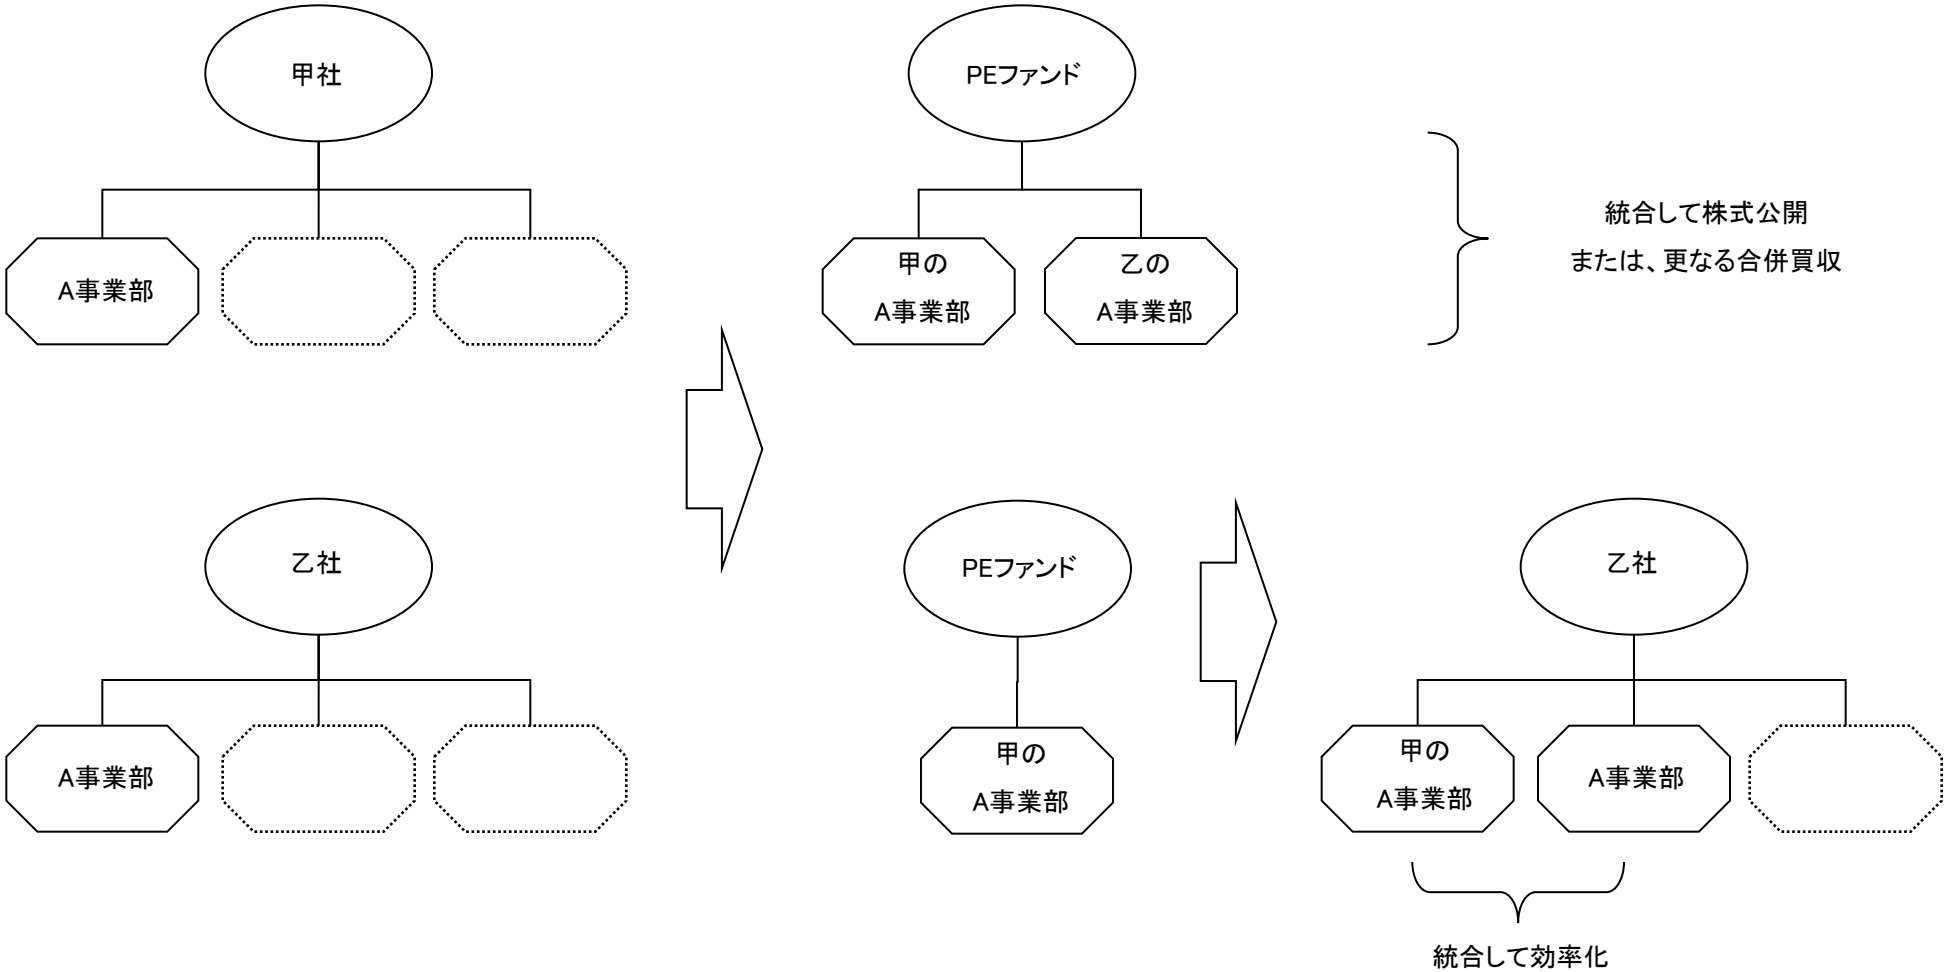 甲社
A事業部
PEファンド
甲の
A事業部
乙の
A事業部
統合して株式公開
または、更なる合併買収
乙社
A事業部
PEファンド
甲の
A事業部
乙社
甲の
A事業部
A事業部
統合して効率化